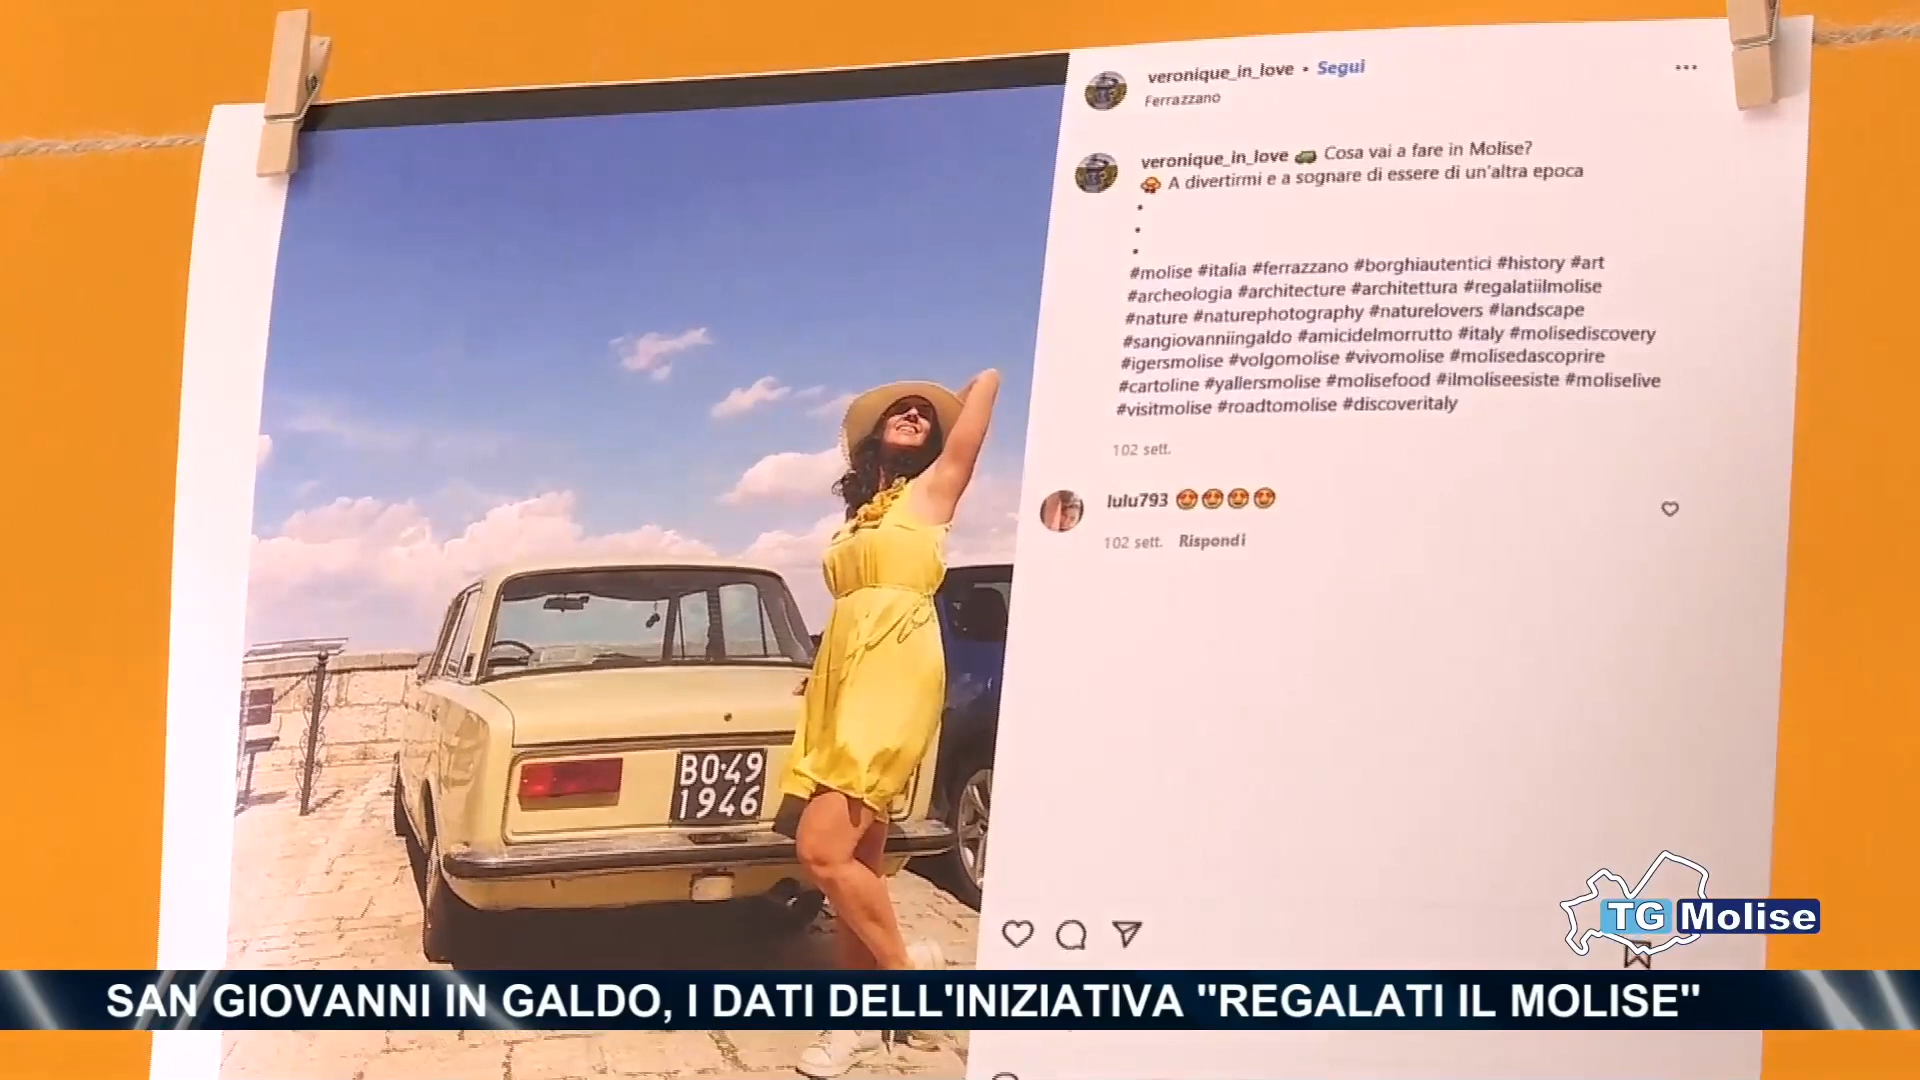 veronique_in_love • Segui
Ferrazzano
veronique_in_love Cosa vai a fare in Molise?
A divertirmi e a sognare di essere di un'altra epoca
•
•
•
#molise #italia #ferrazzano #borghiautentici #history #art
#archeologia #architecture #architettura #regalatiilmolise
#nature #naturephotography #naturelovers #landscape
#sangiovanniingaldo #amicidelmorrutto #italy #molisediscovery
#igersmolise #volgomolise #vivomolise #molisedascoprire
#cartoline #yallersmolise #molisefood #ilmoliseesiste #moliselive
#visitmolise #roadtomolise #discoveritaly
102 sett.
lulu793 😍😍😍😍
102 sett. Rispondi
BO·49
1946
TG Molise
SAN GIOVANNI IN GALDO, I DATI DELL'INIZIATIVA "REGALATI IL MOLISE"